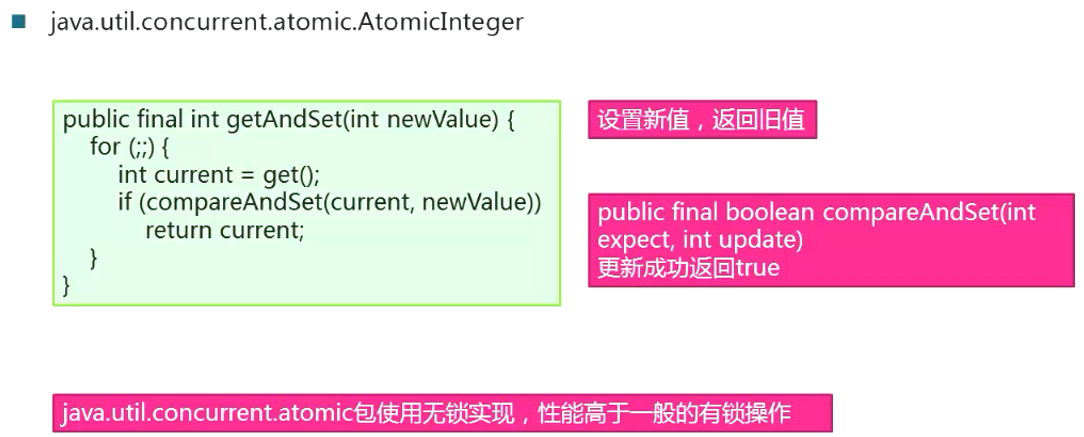 java.util.concurrent.atomic.AtomicInteger
public final int getAndSet(int newValue) {
for (;;) {
int current = get();
if (compareAndSet(current, newValue))
return current;
}
}
设置新值，返回旧值
public final boolean compareAndSet(int
expect, int update)
更新成功返回true
java.util.concurrent.atomic包使用无锁实现，性能高于一般的有锁操作